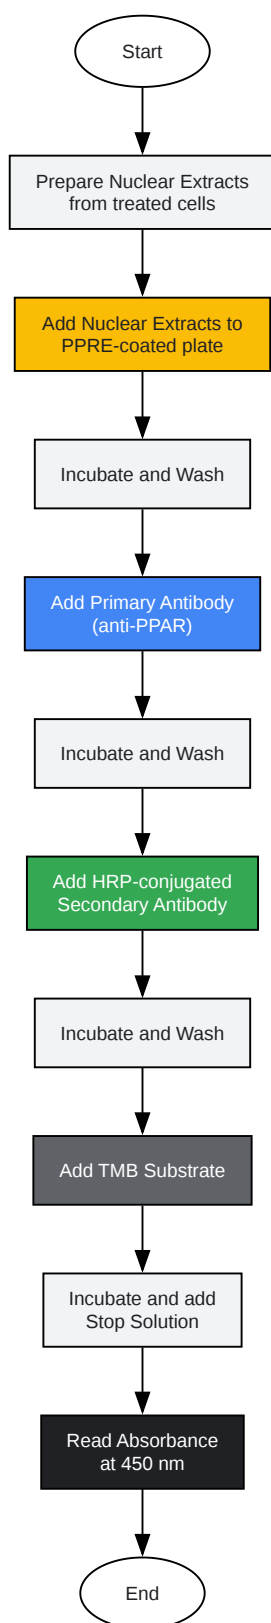 Start
Prepare Nuclear Extracts
from treated cells
Add Nuclear Extracts to
PPRE-coated plate
Incubate and Wash
Add Primary Antibody
(anti-PPAR)
Incubate and Wash
Add HRP-conjugated
Secondary Antibody
Incubate and Wash
Add TMB Substrate
Incubate and add
Stop Solution
Read Absorbance
at 450 nm
End